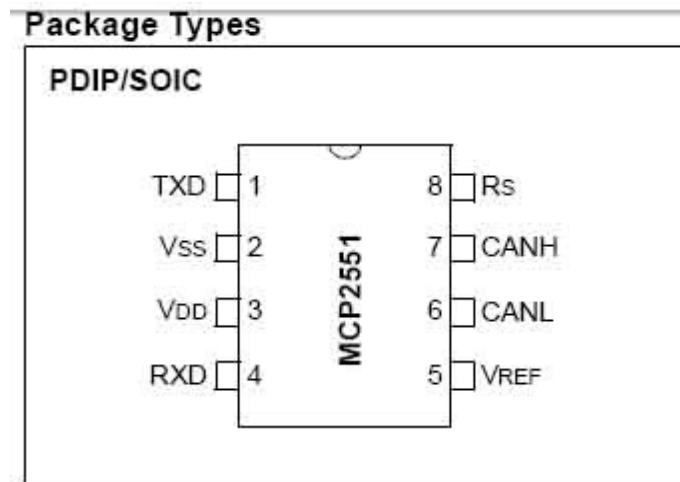 Package Types
PDIP/SOIC
TXD 1 8 Rs
Vss 2 7 CANH
VDD 3 6 CANL
RXD 4 5 VREF
MCP2551